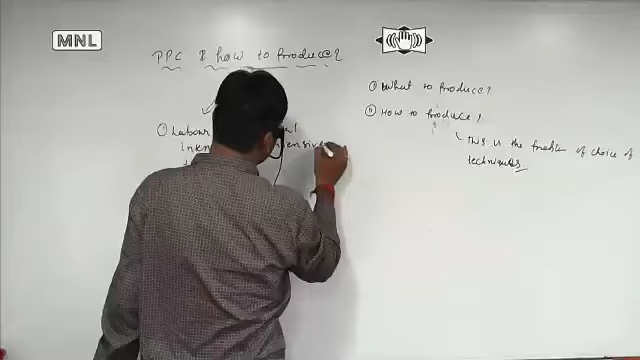 MNL
PPC & how to Produce?
① Labour
ensive
① What to Produce?
② How to Produce?
This is the Problem of choice of
techniques